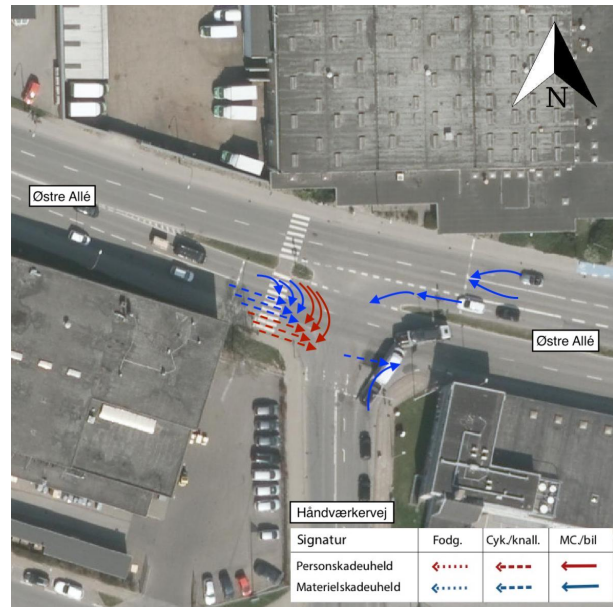 N
Østre Allé
Østre Allé
Håndværkervej
Signatur Fodg. Cyk./knall. MC./bil
Personskadeuheld
Materielskadeuheld